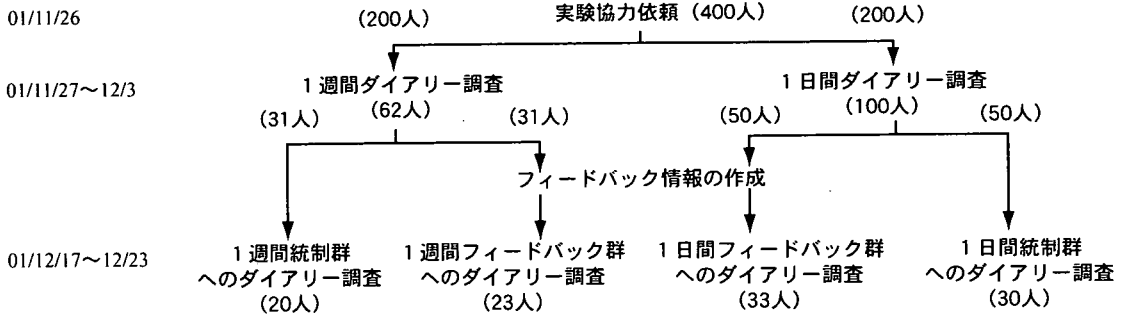 01/11/26
(200人)
実験協力依頼（400人）
(200人)
01/11/27～12/3
1週間ダイアリー調査
(62人)
1日間ダイアリー調査
(100人)
(31人)
(31人)
(50人)
(50人)
フィードバック情報の作成
01/12/17～12/23
1週間統制群
へのダイアリー調査
(20人)
1週間フィードバック群
へのダイアリー調査
(23人)
1日間フィードバック群
へのダイアリー調査
(33人)
1日間統制群
へのダイアリー調査
(30人)